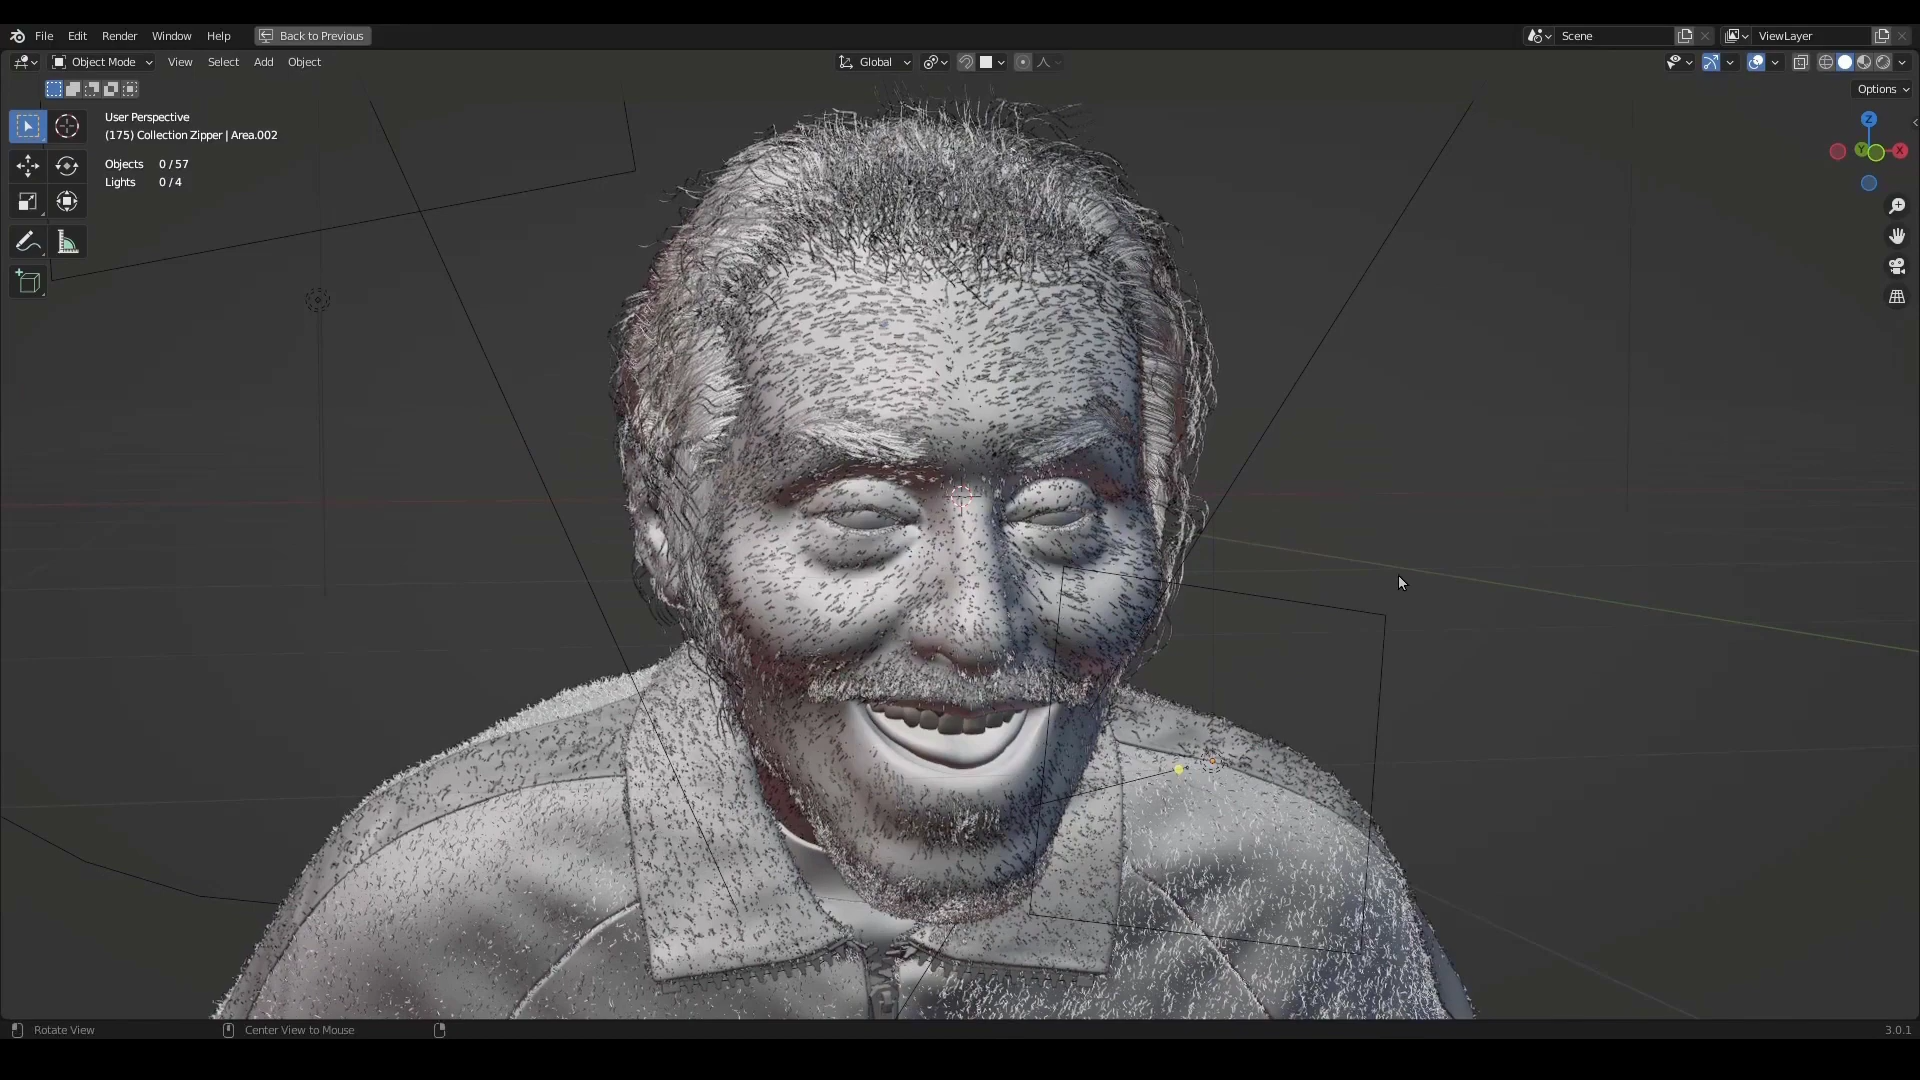 File Edit Render Window Help Back to Previous Scene ViewLayer
Object Mode View Select Add Object Global
Options
User Perspective
(175) Collection Zipper | Area.002
Objects 0 / 57
Lights 0 / 4
Z
Y
X
Rotate View Center View to Mouse 3.0.1